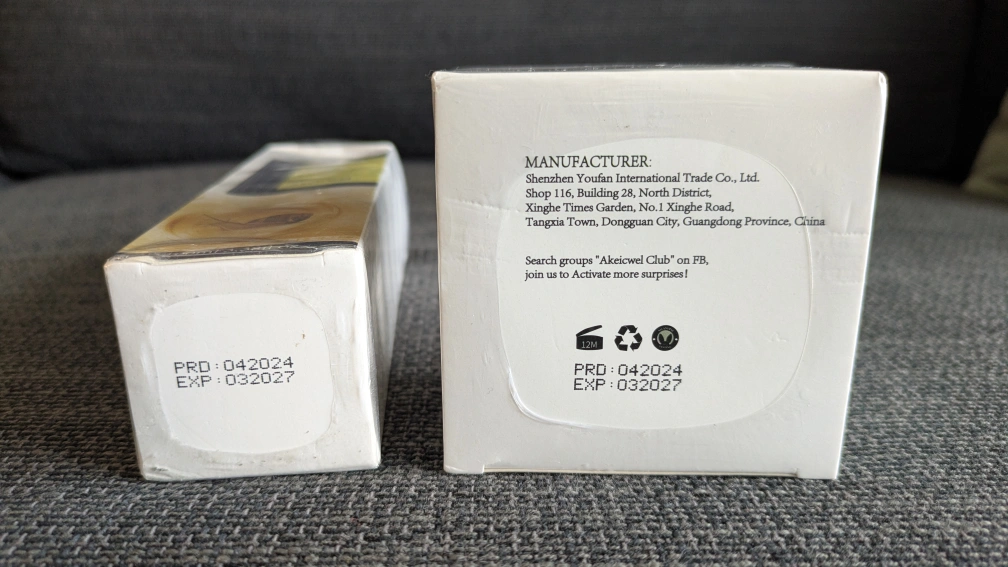 PRD:042024
EXP:032027
MANUFACTURER:
Shenzhen Youfan International Trade Co., Ltd.
Shop 116, Building 28, North District,
Xinghe Times Garden, No.1 Xinghe Road,
Tangxia Town, Dongguan City, Guangdong Province, China
Search groups "Akeicwel Club" on FB,
join us to Activate more surprises!
12M
PRD:042024
EXP:032027